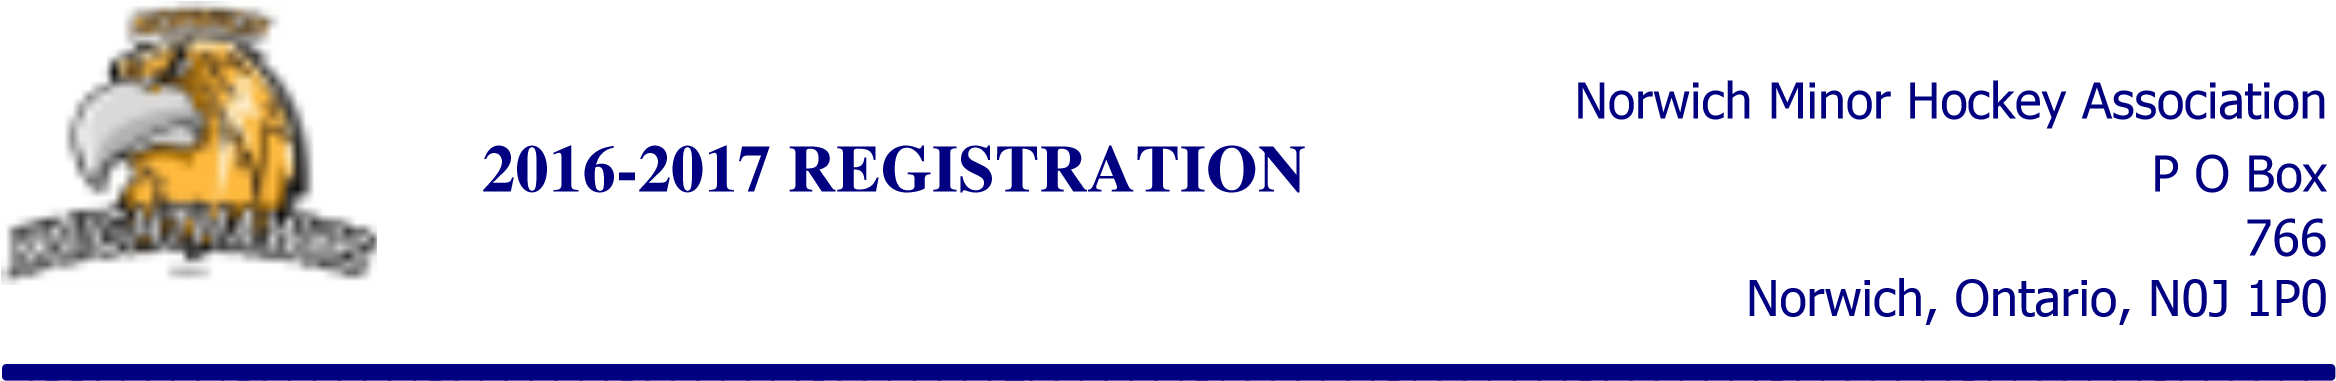 2016-2017 REGISTRATION
Norwich Minor Hockey Association
P O Box
766
Norwich, Ontario, N0J 1P0